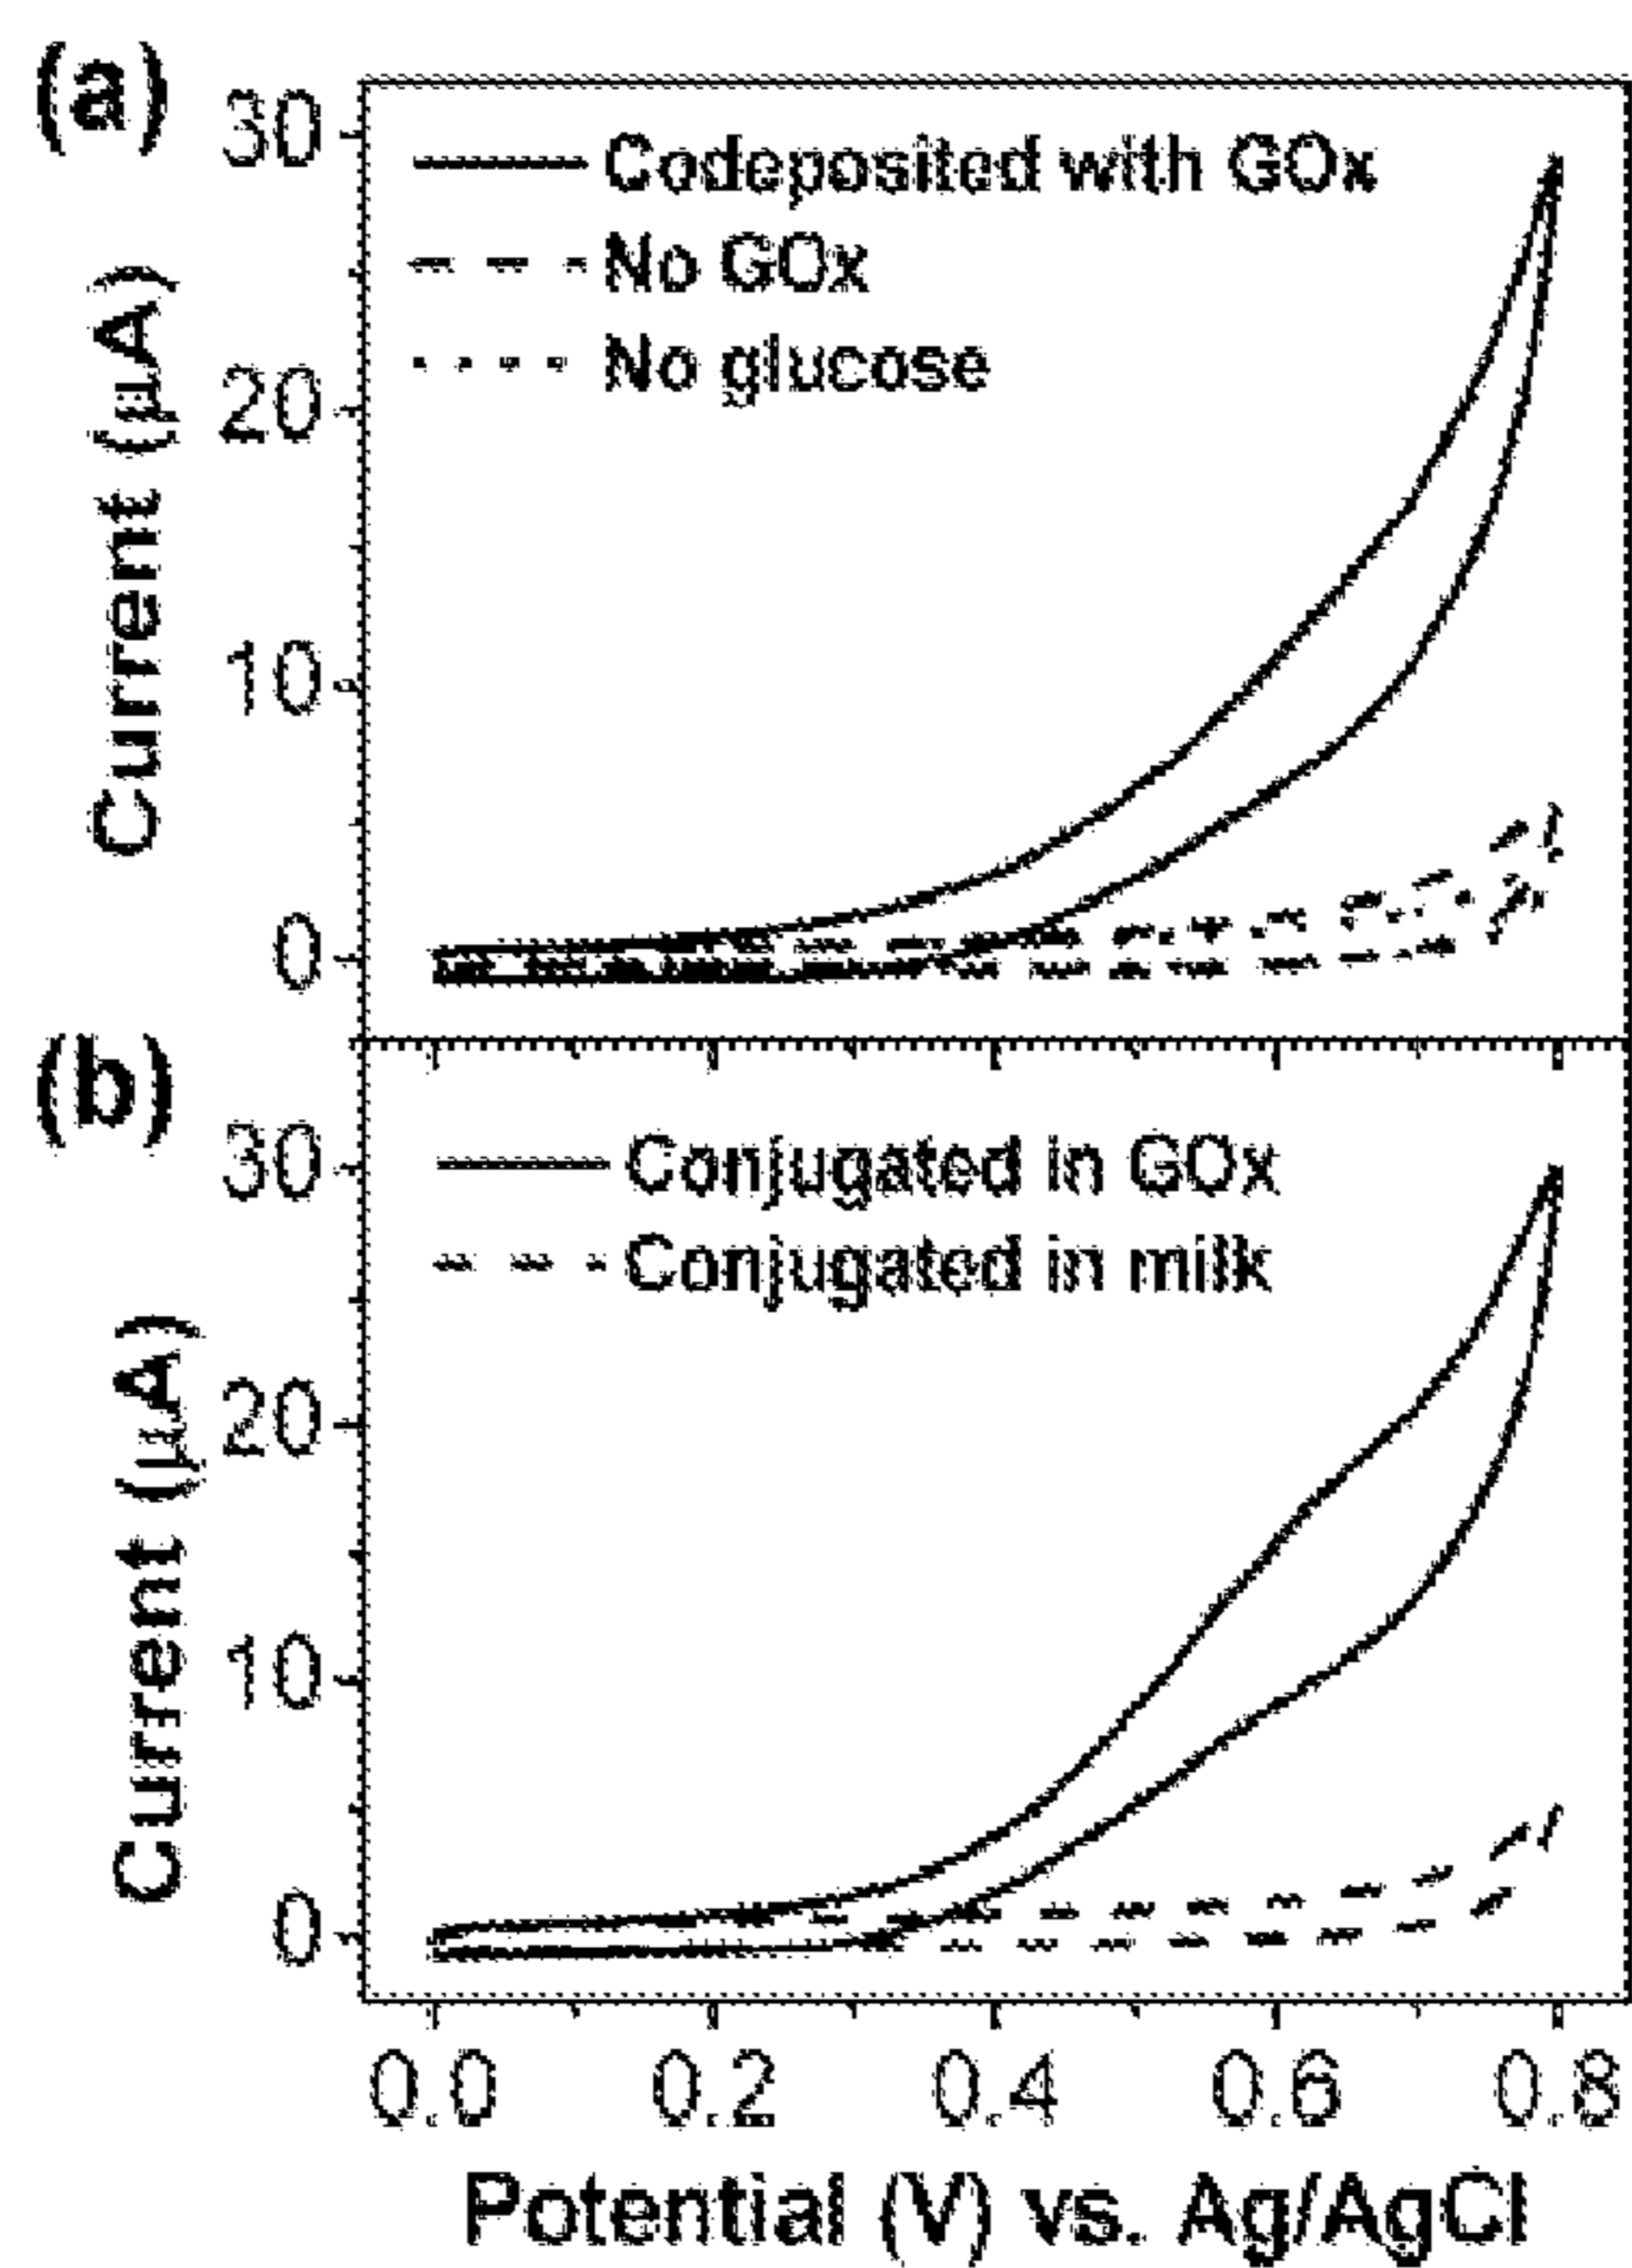 (a)
30
20
10
0
Current (μA)
Codeposited with GOx
No GOx
No glucose
(b)
30
20
10
0
Current (μA)
Conjugated in GOx
Conjugated in milk
0.0 0.2 0.4 0.6 0.8
Potential (V) vs. Ag/AgCl